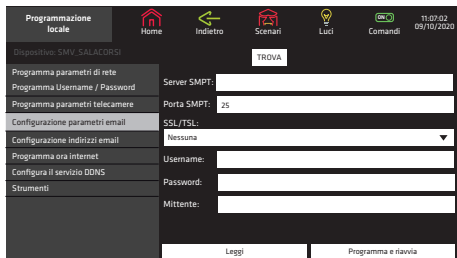 Programmazione
locale
Home
Indietro
Scenari
Luci
ON
Comandi
11:07:02
09/10/2020
Dispositivo: SMV_SALACORSI
TROVA
Programma parametri di rete
Programma Username / Password
Programma parametri telecamere
Configurazione parametri email
Configurazione indirizzi email
Programma ora internet
Configura il servizio DDNS
Strumenti
Server SMPT:
Porta SMPT: 25
SSL/TSL:
Nessuna
Username:
Password:
Mittente:
Leggi
Programma e riavvia